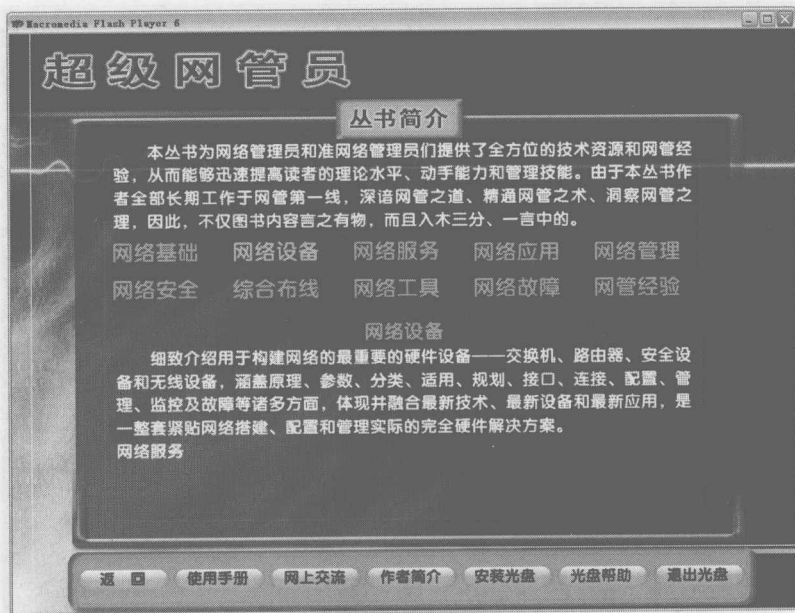 Macromedia Flash Player 6
超级网管员
丛书简介
本丛书为网络管理员和准网络管理员们提供了全方位的技术资源和网管经
验，从而能够迅速提高读者的理论水平、动手能力和管理技能。由于本丛书作
者全部长期工作于网管第一线，深谙网管之道、精通网管之术、洞察网管之
理，因此，不仅图书内容言之有物，而且入木三分、一言中的。
网络基础 网络设备 网络服务 网络应用 网络管理
网络安全 综合布线 网络工具 网络故障 网管经验
网络设备
细致介绍用于构建网络的最重要的硬件设备——交换机、路由器、安全设
备和无线设备，涵盖原理、参数、分类、适用、规划、接口、连接、配置、管
理、监控及故障等诸多方面，体现并融合最新技术、最新设备和最新应用，是
一整套紧贴网络搭建、配置和管理实际的完全硬件解决方案。
网络服务
返 回 使用手册 网上交流 作者简介 安装光盘 光盘帮助 退出光盘